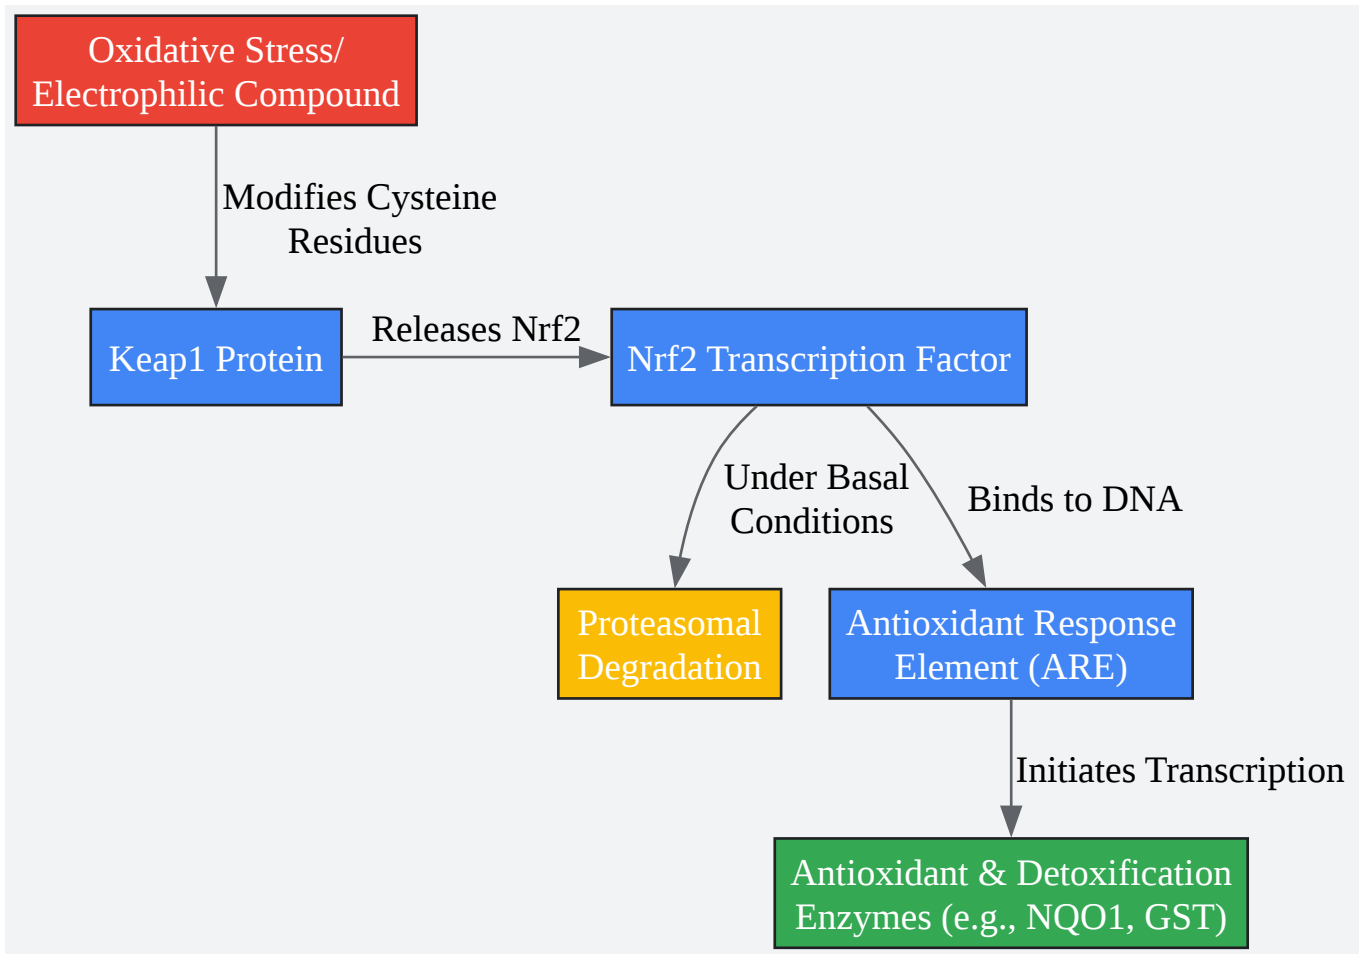 Oxidative Stress/
Electrophilic Compound
Modifies Cysteine
Residues
Keap1 Protein
Releases Nrf2
Nrf2 Transcription Factor
Under Basal
Conditions
Binds to DNA
Proteasomal
Degradation
Antioxidant Response
Element (ARE)
Initiates Transcription
Antioxidant & Detoxification
Enzymes (e.g., NQO1, GST)